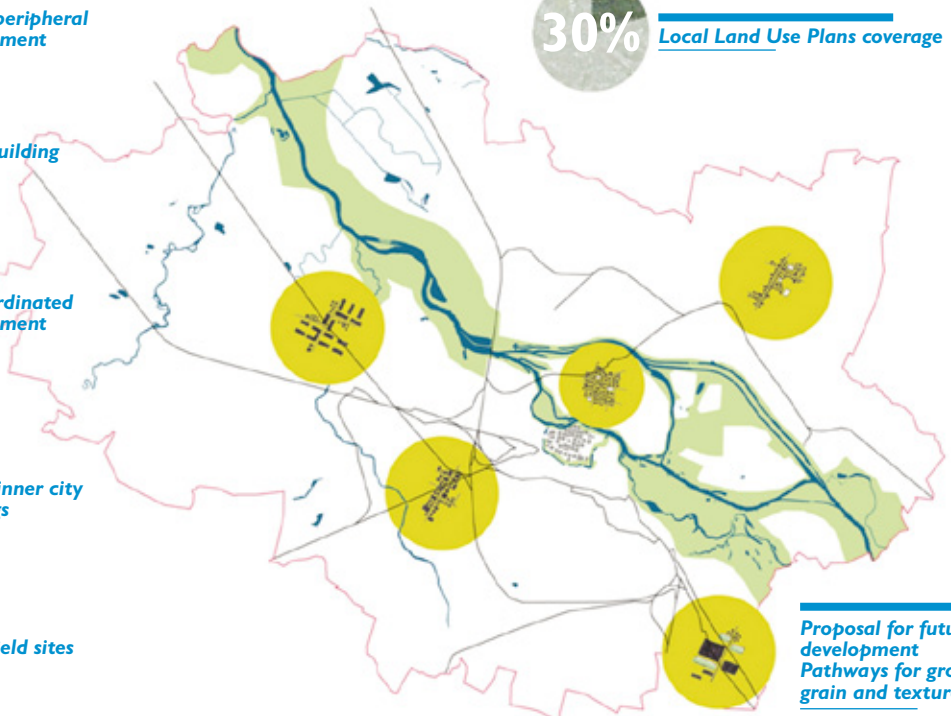 peripheral
ment
30%
Local Land Use Plans coverage
uilding
rdinated
ment
inner city
s
eld sites
Proposal for futu
development
Pathways for gro
grain and textur